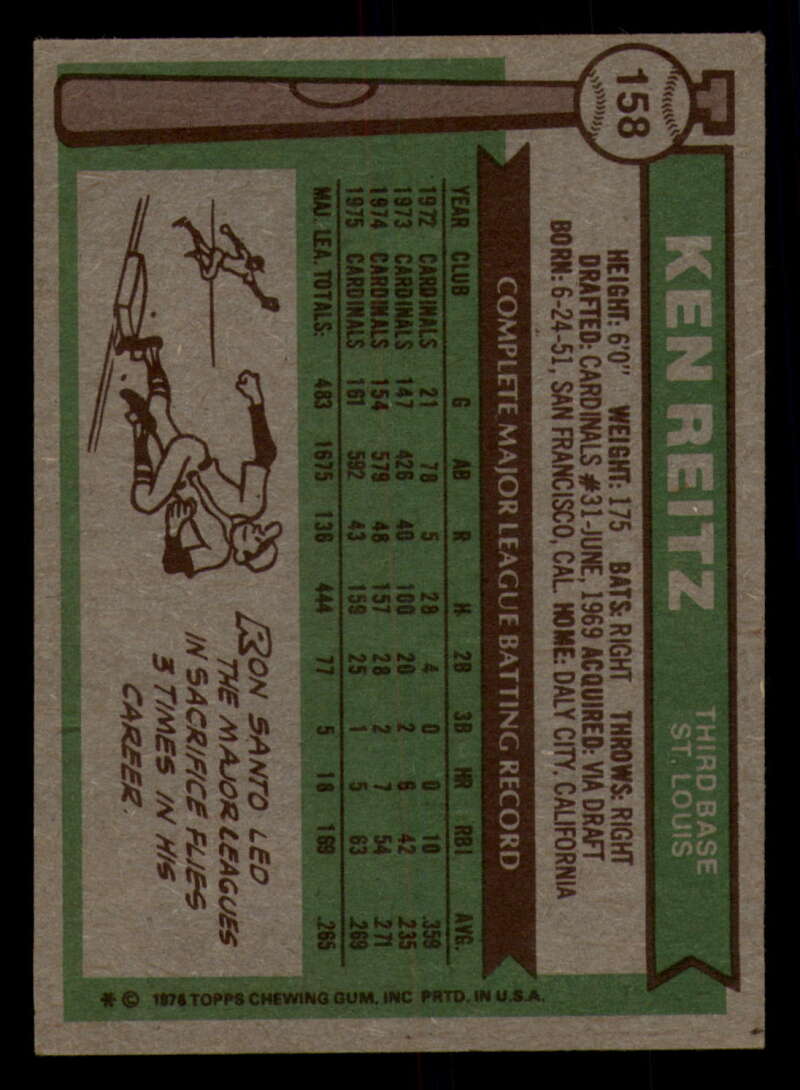 158
KEN REITZ
THIRD BASE
ST. LOUIS
HEIGHT: 6'0" WEIGHT: 175 BATS: RIGHT THROWS: RIGHT
DRAFTED: CARDINALS #31-JUNE, 1969 ACQUIRED: VIA DRAFT
BORN: 6-24-51, SAN FRANCISCO, CAL. HOME: DALY CITY, CALIFORNIA
COMPLETE MAJOR LEAGUE BATTING RECORD
YEAR CLUB G AB R H 2B 3B HR RBI AVG.
1972 CARDINALS 21 78 5 28 4 0 0 10 .359
1973 CARDINALS 147 426 40 100 20 2 6 42 .235
1974 CARDINALS 154 579 48 157 28 2 7 54 .271
1975 CARDINALS 161 592 43 159 25 1 5 63 .269
MAJ. LEA. TOTALS: 483 1675 136 444 77 5 18 169 .265
RON SANTO LED
THE MAJOR LEAGUES
IN SACRIFICE FLIES
3 TIMES IN HIS
CAREER.
* © 1976 TOPPS CHEWING GUM, INC PRTD. IN U.S.A.